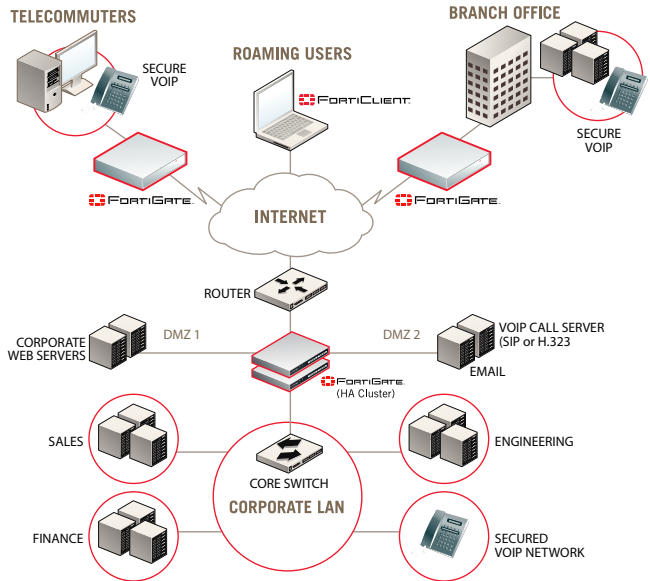 TELECOMMUTERS
BRANCH OFFICE
ROAMING USERS
SECURE
VOIP
FORTICLIENT
SECURE
VOIP
FORTIGATE
FORTIGATE
INTERNET
ROUTER
CORPORATE
WEB SERVERS
DMZ 1
DMZ 2
VOIP CALL SERVER
(SIP or H.323
EMAIL
FORTIGATE
(HA Cluster)
SALES
ENGINEERING
CORE SWITCH
CORPORATE LAN
FINANCE
SECURED
VOIP NETWORK